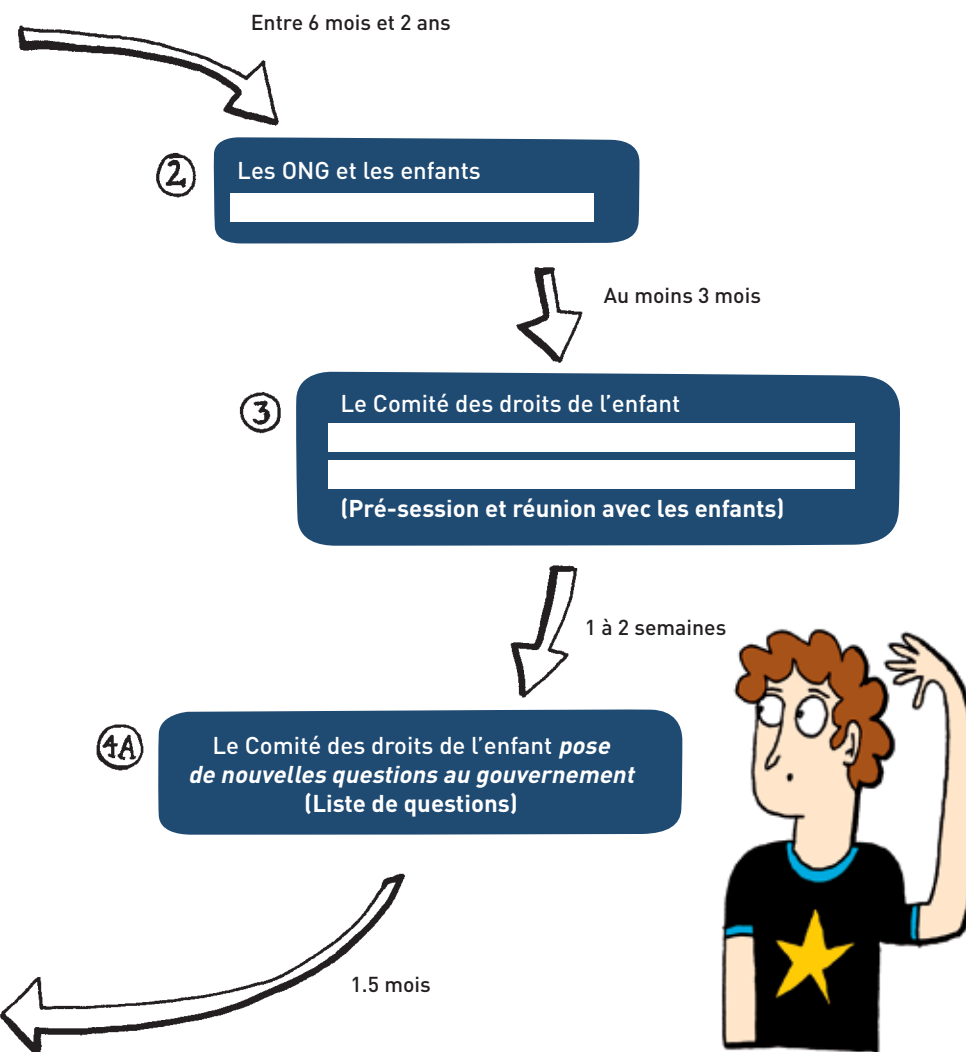 Entre 6 mois et 2 ans
2
Les ONG et les enfants
Au moins 3 mois
3
Le Comité des droits de l’enfant
(Pré-session et réunion avec les enfants)
1 à 2 semaines
4A
Le Comité des droits de l’enfant pose
de nouvelles questions au gouvernement
(Liste de questions)
1.5 mois